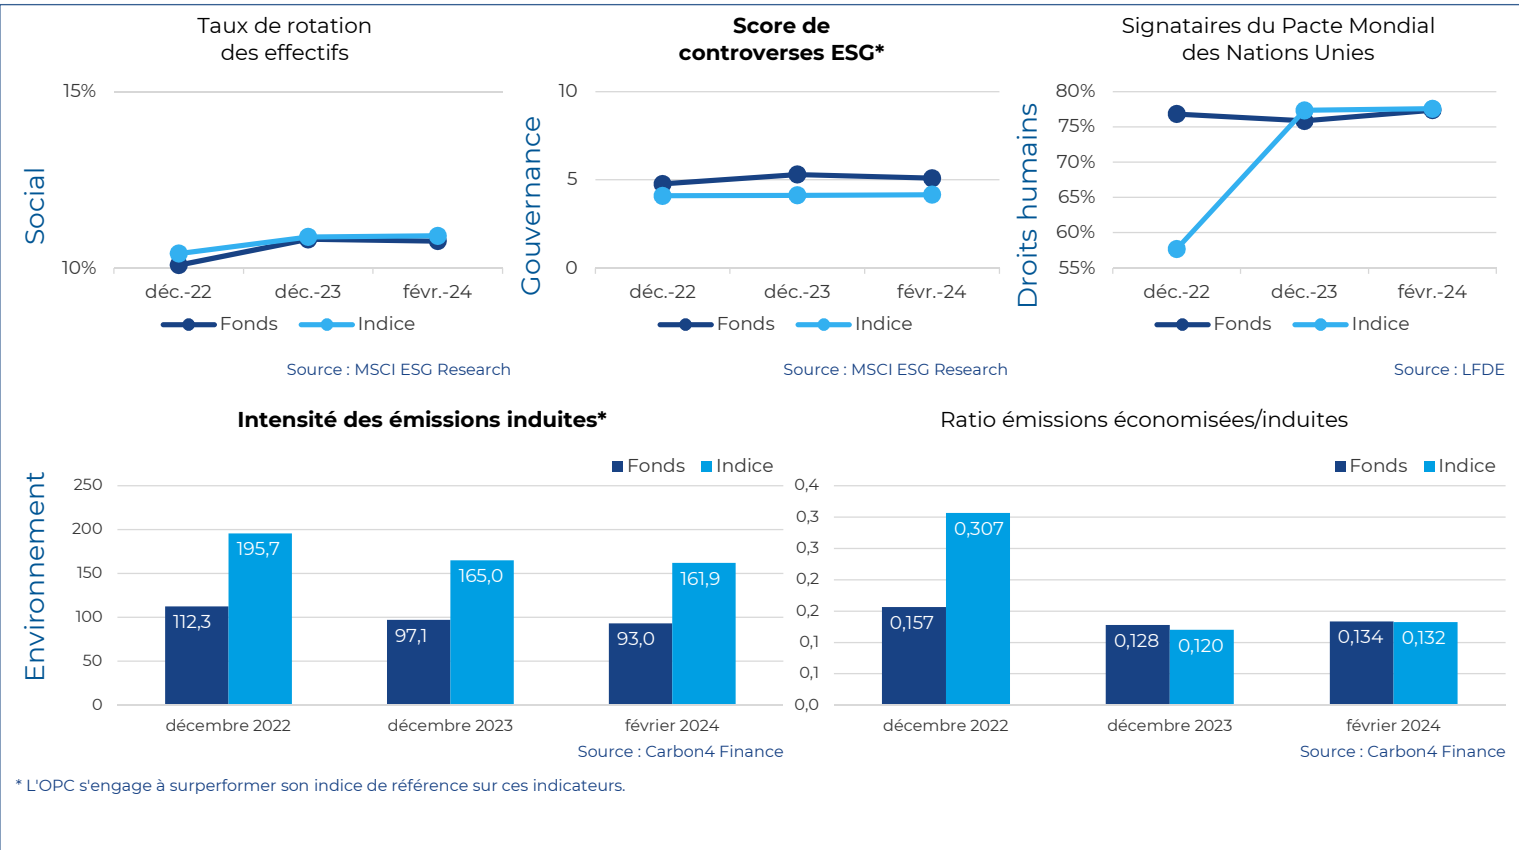 Taux de rotation
des effectifs
Social
15%
10%
déc.-22 déc.-23 févr.-24
Fonds Indice
Source : MSCI ESG Research
Score de
controverses ESG*
Gouvernance
10
5
0
déc.-22 déc.-23 févr.-24
Fonds Indice
Source : MSCI ESG Research
Signataires du Pacte Mondial
des Nations Unies
Droits humains
80%
75%
70%
65%
60%
55%
déc.-22 déc.-23 févr.-24
Fonds Indice
Source : LFDE
Intensité des émissions induites*
Environnement
Fonds Indice
250
200
150
100
50
0
112,3 195,7
97,1 165,0
93,0 161,9
décembre 2022 décembre 2023 février 2024
Source : Carbon4 Finance
Ratio émissions économisées/induites
Fonds Indice
0,4
0,3
0,3
0,2
0,2
0,1
0,1
0,0
0,157 0,307
0,128 0,120
0,134 0,132
décembre 2022 décembre 2023 février 2024
Source : Carbon4 Finance
* L'OPC s'engage à surperformer son indice de référence sur ces indicateurs.